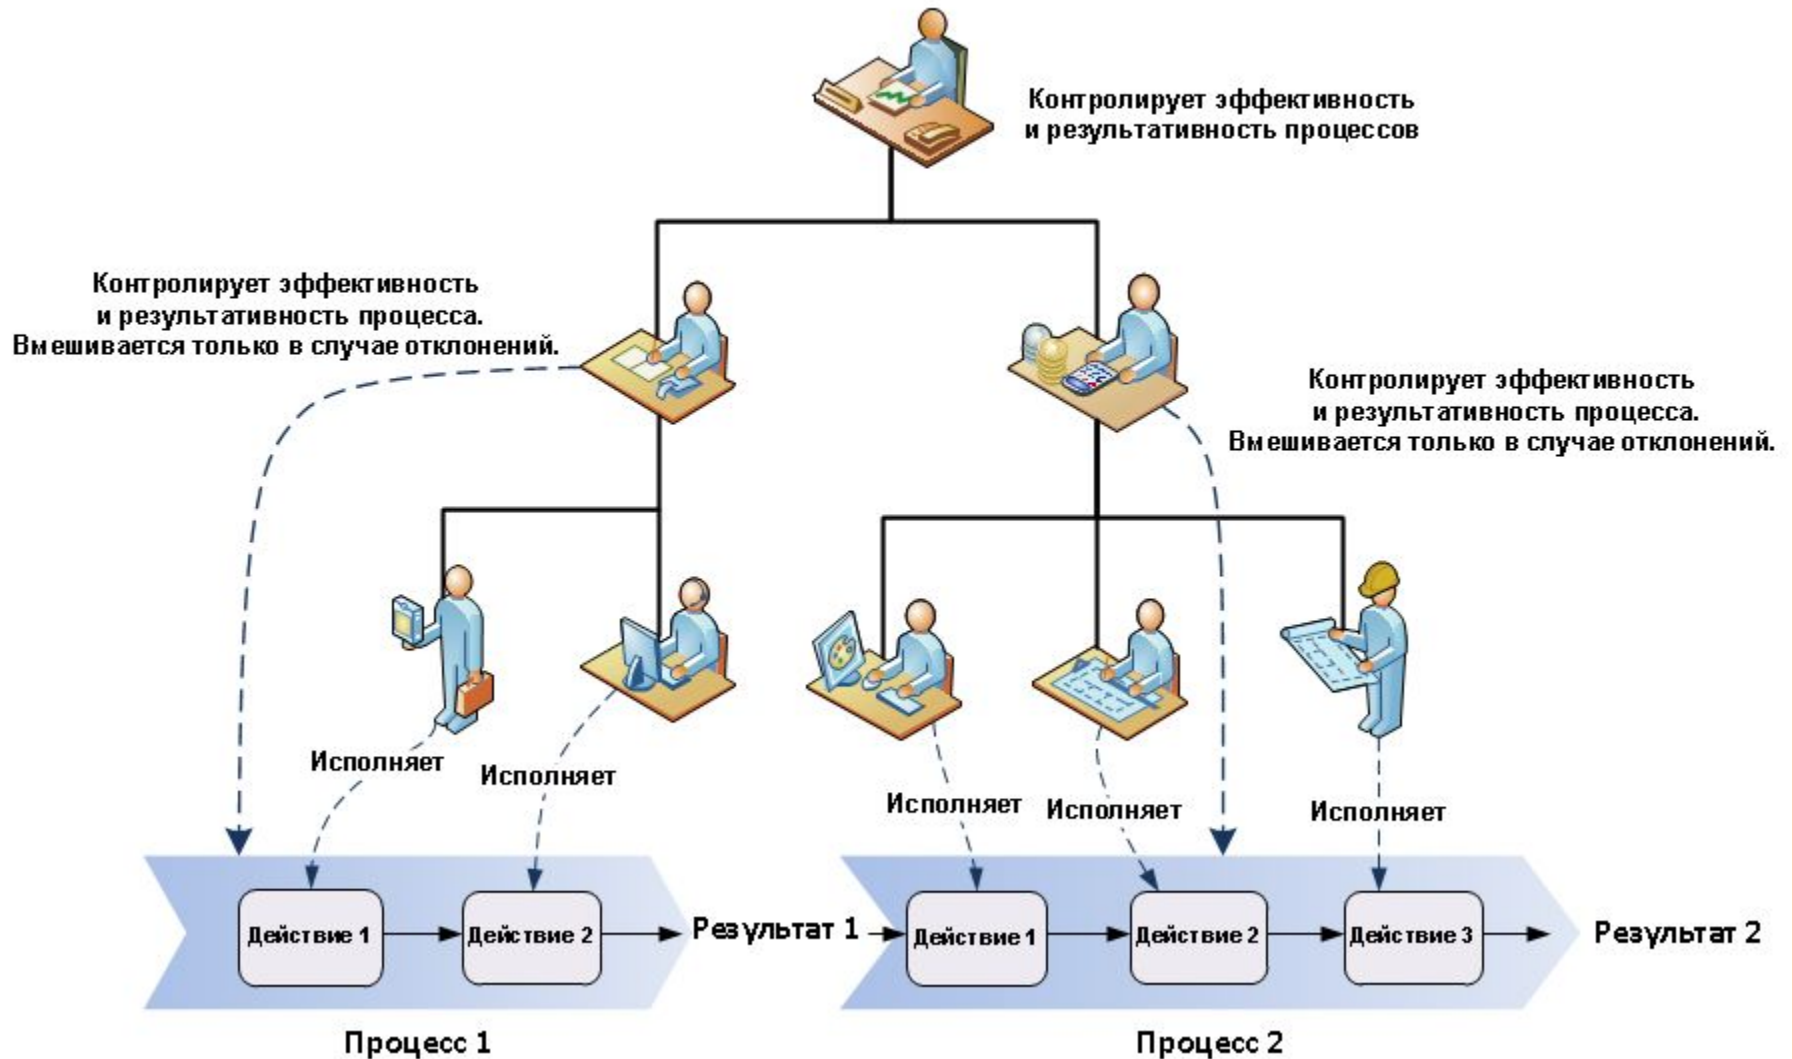 Контролирует эффективность
и результативность процессов
Контролирует эффективность
и результативность процесса.
Вмешивается только в случае отклонений.
Контролирует эффективность
и результативность процесса.
Вмешивается только в случае отклонений.
Исполняет
Исполняет
Исполняет
Исполняет
Исполняет
Действие 1
Действие 2
Результат 1
Действие 1
Действие 2
Действие 3
Результат 2
Процесс 1
Процесс 2